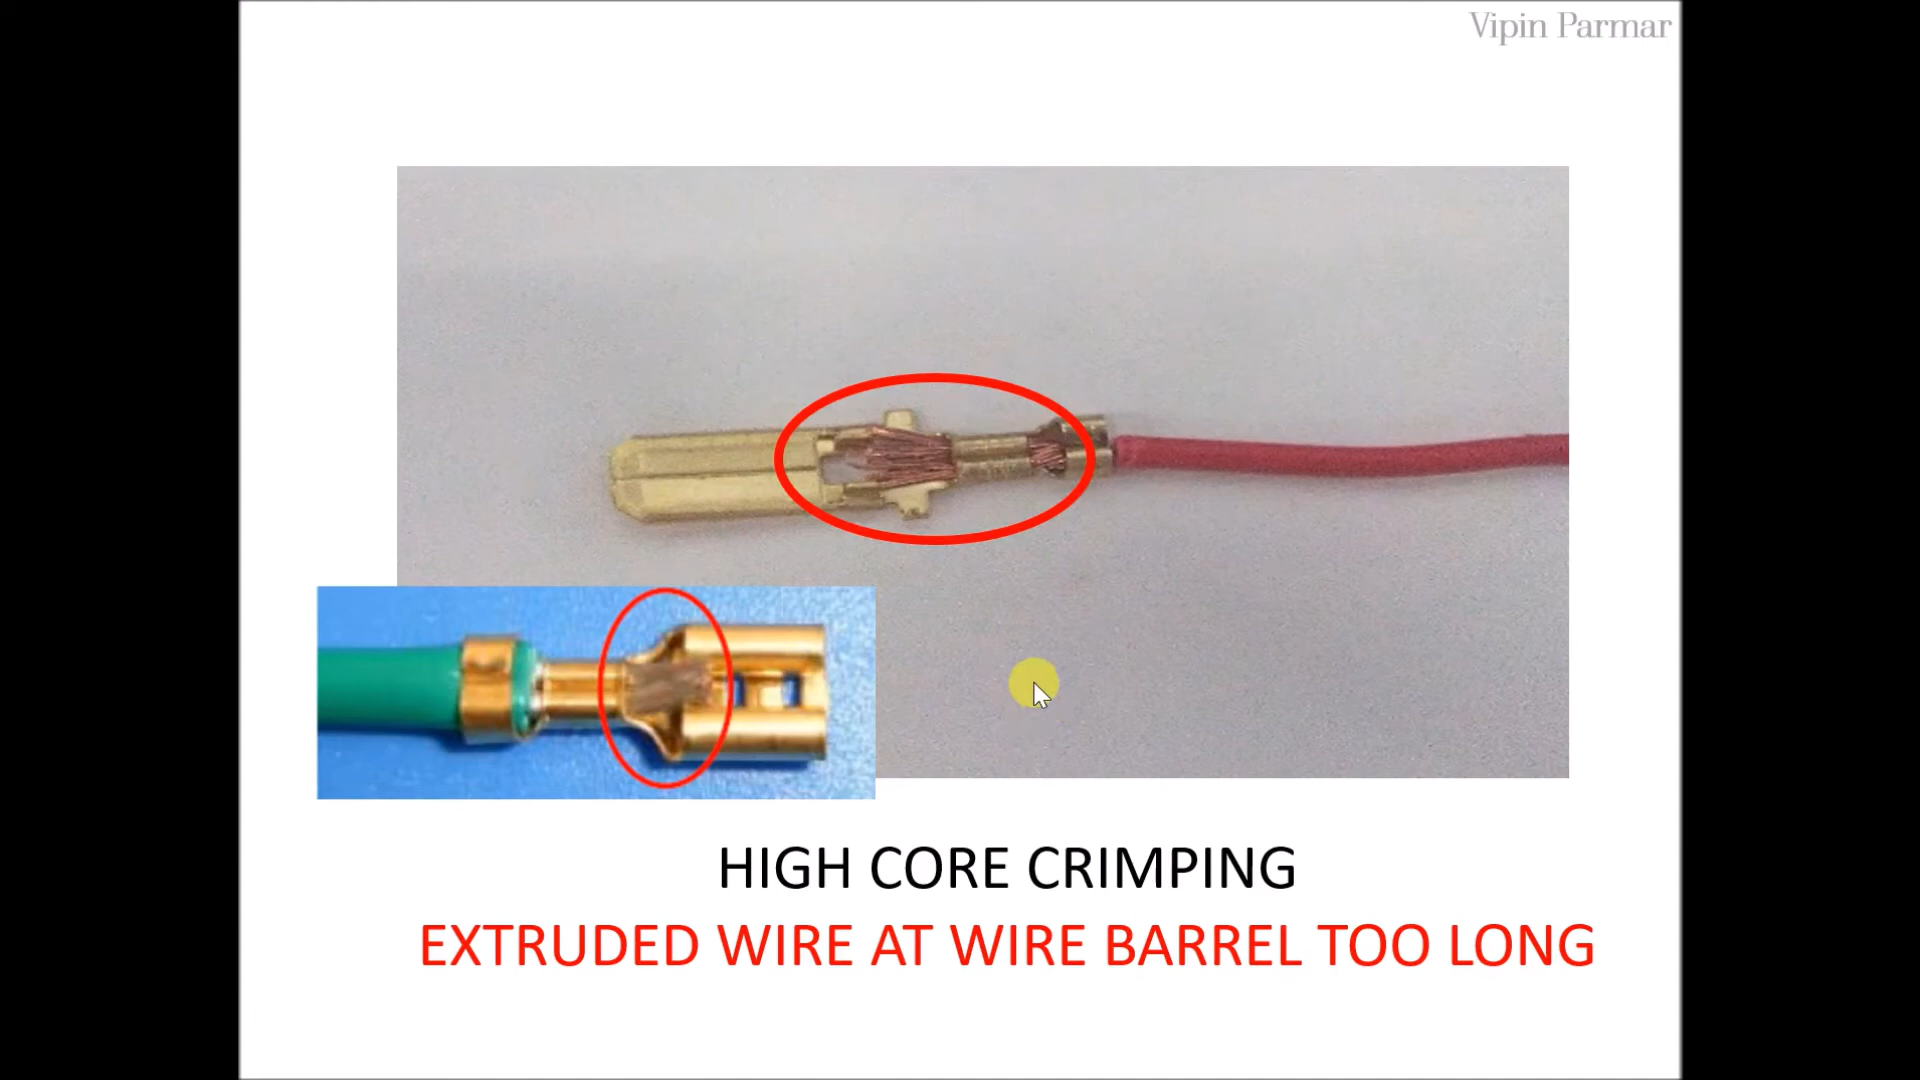 Vipin Parmar
HIGH CORE CRIMPING
EXTRUDED WIRE AT WIRE BARREL TOO LONG